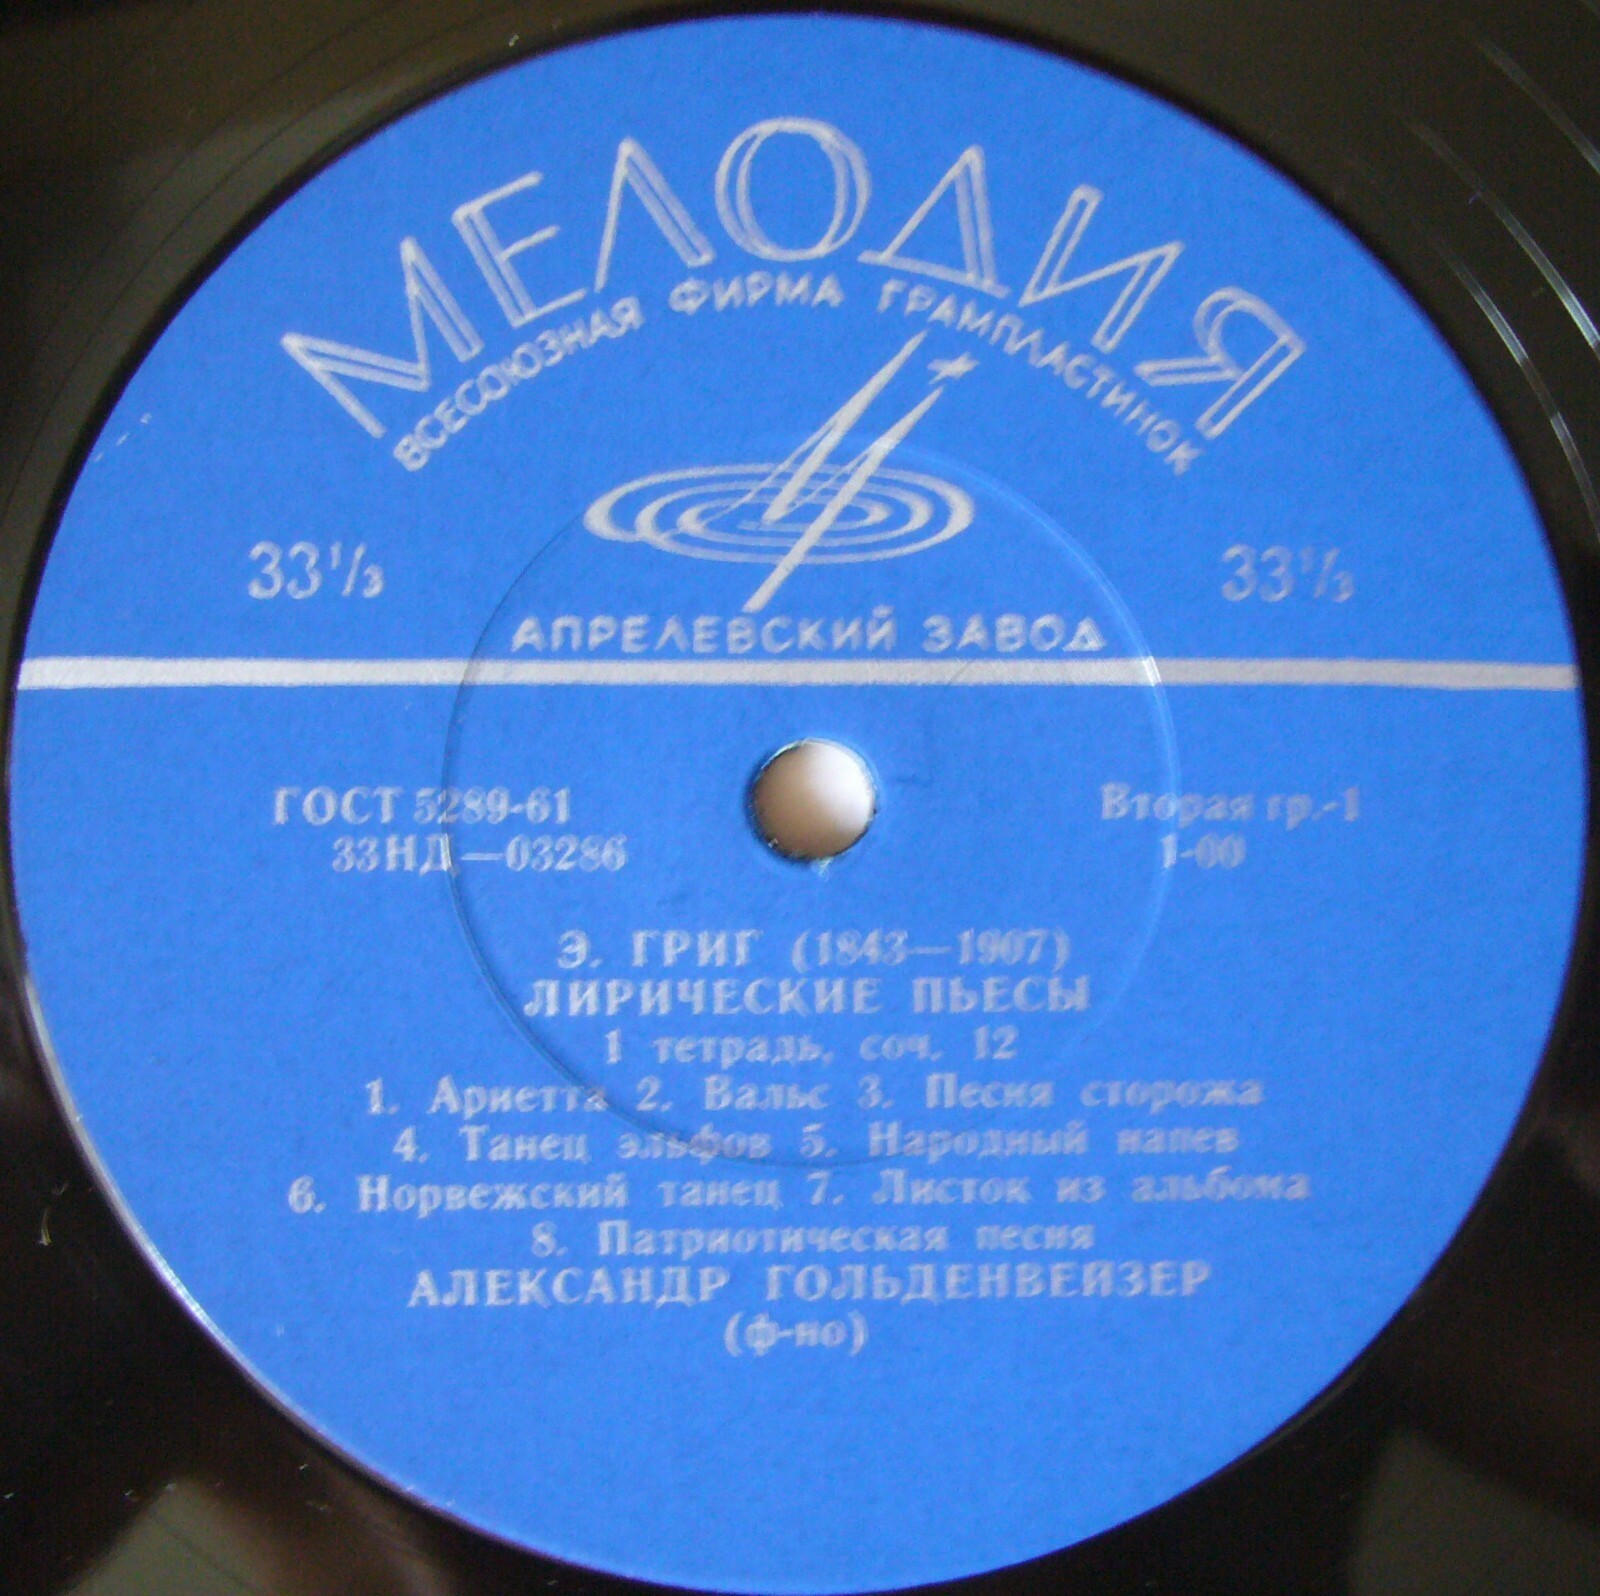 МЕЛОДИЯ
ВСЕСОЮЗНАЯ ФИРМА ГРАМПЛАСТИНОК
33⅓ 33⅓
АПРЕЛЕВСКИЙ ЗАВОД
ГОСТ 5289-61 Вторая гр.-1
33НД—03286 1-00
Э. ГРИГ (1843—1907)
ЛИРИЧЕСКИЕ ПЬЕСЫ
1 тетрадь, соч. 12
1. Ариетта 2. Вальс 3. Песня сторожа
4. Танец эльфов 5. Народный напев
6. Норвежский танец 7. Листок из альбома
8. Патриотическая песня
АЛЕКСАНДР ГОЛЬДЕНВЕЙЗЕР
(ф-но)